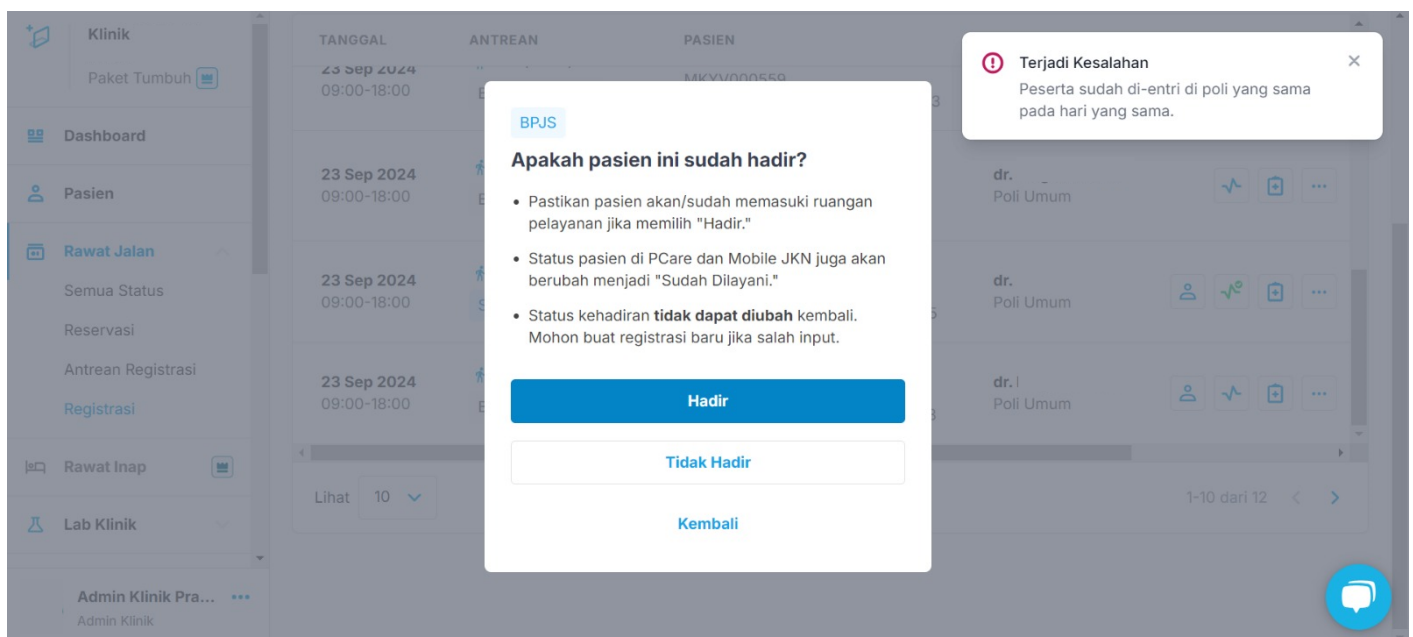 Klinik
Paket Tumbuh
Dashboard
Pasien
Rawat Jalan
Semua Status
Reservasi
Antrean Registrasi
Registrasi
Rawat Inap
Lab Klinik
Admin Klinik Pra...
Admin Klinik
TANGGAL ANTREAN PASIEN
23 Sep 2024
09:00-18:00
MKYV000559
3
23 Sep 2024
09:00-18:00
dr.
Poli Umum
23 Sep 2024
09:00-18:00
dr.
Poli Umum
23 Sep 2024
09:00-18:00
dr.
Poli Umum
Lihat 10
1-10 dari 12
BPJS
Apakah pasien ini sudah hadir?
• Pastikan pasien akan/sudah memasuki ruangan
pelayanan jika memilih "Hadir."
• Status pasien di PCare dan Mobile JKN juga akan
berubah menjadi "Sudah Dilayani."
• Status kehadiran tidak dapat diubah kembali.
Mohon buat registrasi baru jika salah input.
Hadir
Tidak Hadir
Kembali
Terjadi Kesalahan
Peserta sudah di-entri di poli yang sama
pada hari yang sama.